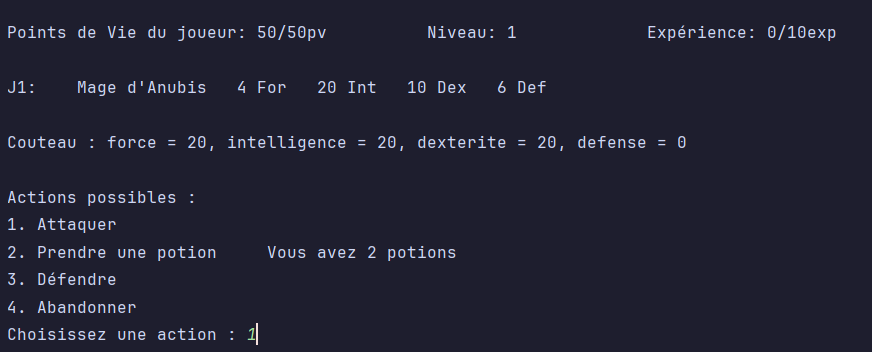 Points de Vie du joueur: 50/50pv          Niveau: 1             Expérience: 0/10exp
J1:    Mage d'Anubis   4 For   20 Int   10 Dex   6 Def
Couteau : force = 20, intelligence = 20, dexterite = 20, defense = 0
Actions possibles :
1. Attaquer
2. Prendre une potion     Vous avez 2 potions
3. Défendre
4. Abandonner
Choisissez une action : 1